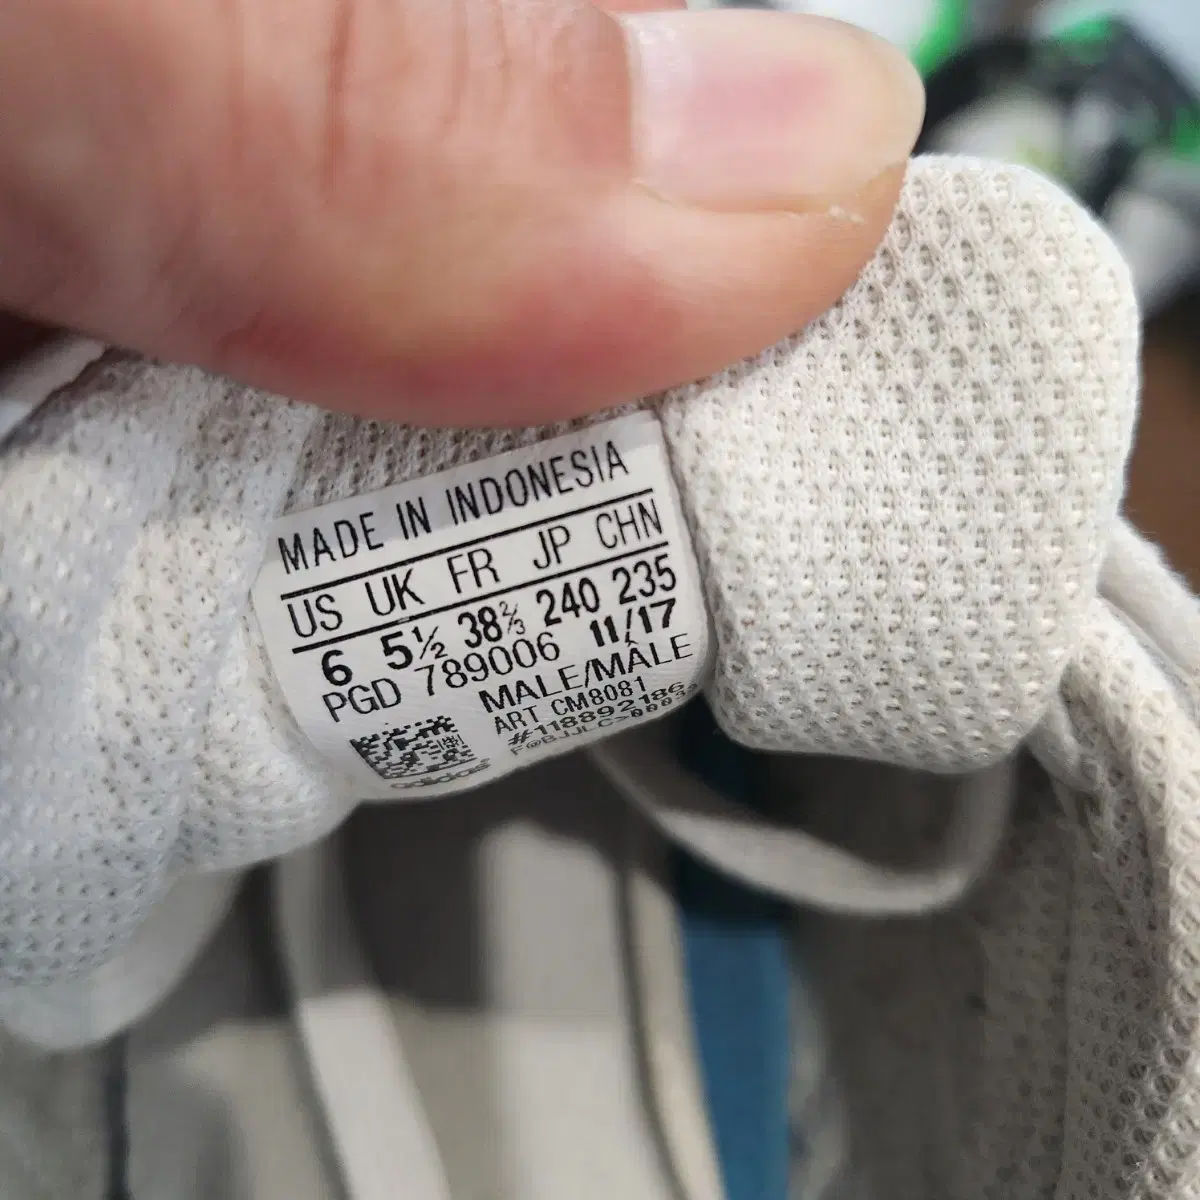 MADE IN INDONESIA
US UK FR JP CHN
6 5½ 38⅔ 240 235
PGD 789006 11/17
MALE/MÂLE
ART CM8081
#118892186
adidas